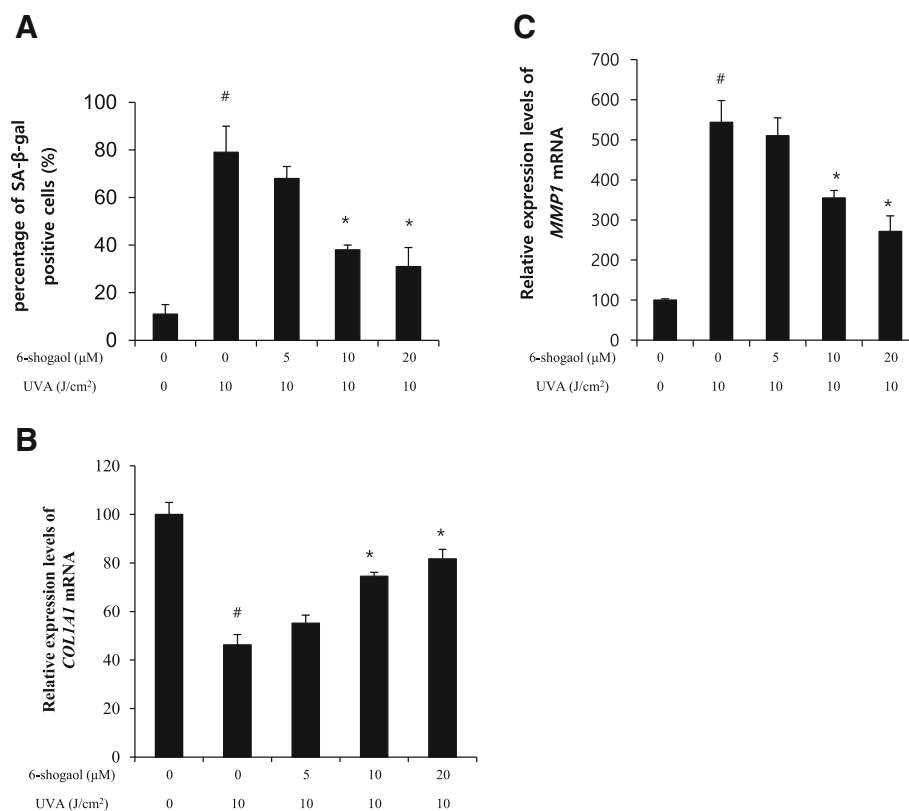 A
percentage of SA-β-gal
positive cells (%)
100
80
60
40
20
0
#
*
*
6-shogaol (μM) 0 0 5 10 20
UVA (J/cm²) 0 10 10 10 10
C
Relative expression levels of
MMP1 mRNA
700
600
500
400
300
200
100
0
#
*
*
6-shogaol (μM) 0 0 5 10 20
UVA (J/cm²) 0 10 10 10 10
B
Relative expression levels of
COL1A1 mRNA
120
100
80
60
40
20
0
#
*
*
6-shogaol (μM) 0 0 5 10 20
UVA (J/cm²) 0 10 10 10 10